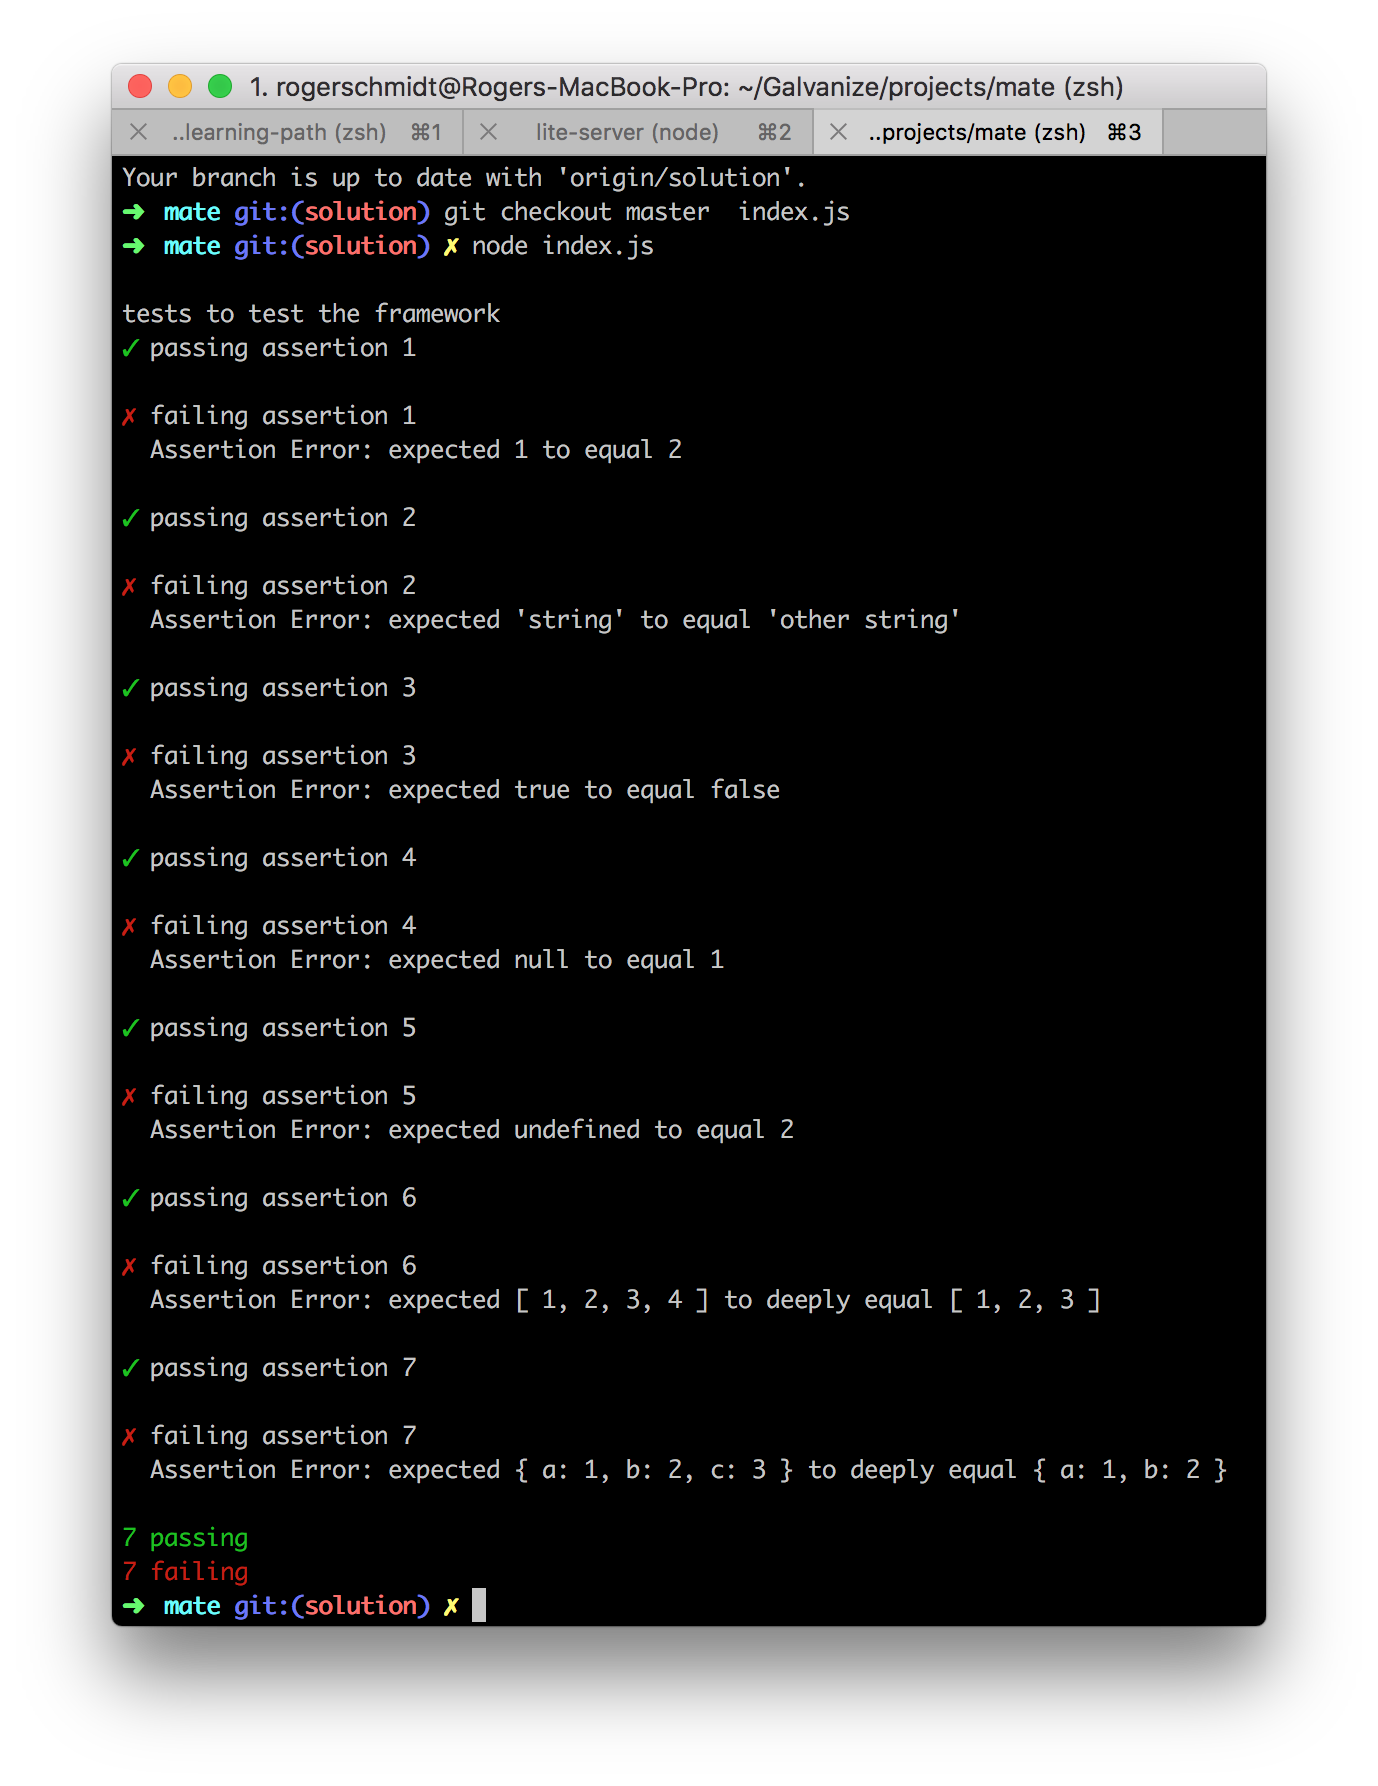 1. rogerschmidt@Rogers-MacBook-Pro: ~/Galvanize/projects/mate (zsh)
..learning-path (zsh) ⌘1 lite-server (node) ⌘2 ..projects/mate (zsh) ⌘3
Your branch is up to date with 'origin/solution'.
➜ mate git:(solution) git checkout master  index.js
➜ mate git:(solution) ✗ node index.js
tests to test the framework
✓ passing assertion 1
✗ failing assertion 1
Assertion Error: expected 1 to equal 2
✓ passing assertion 2
✗ failing assertion 2
Assertion Error: expected 'string' to equal 'other string'
✓ passing assertion 3
✗ failing assertion 3
Assertion Error: expected true to equal false
✓ passing assertion 4
✗ failing assertion 4
Assertion Error: expected null to equal 1
✓ passing assertion 5
✗ failing assertion 5
Assertion Error: expected undefined to equal 2
✓ passing assertion 6
✗ failing assertion 6
Assertion Error: expected [ 1, 2, 3, 4 ] to deeply equal [ 1, 2, 3 ]
✓ passing assertion 7
✗ failing assertion 7
Assertion Error: expected { a: 1, b: 2, c: 3 } to deeply equal { a: 1, b: 2 }
7 passing
7 failing
➜ mate git:(solution) ✗